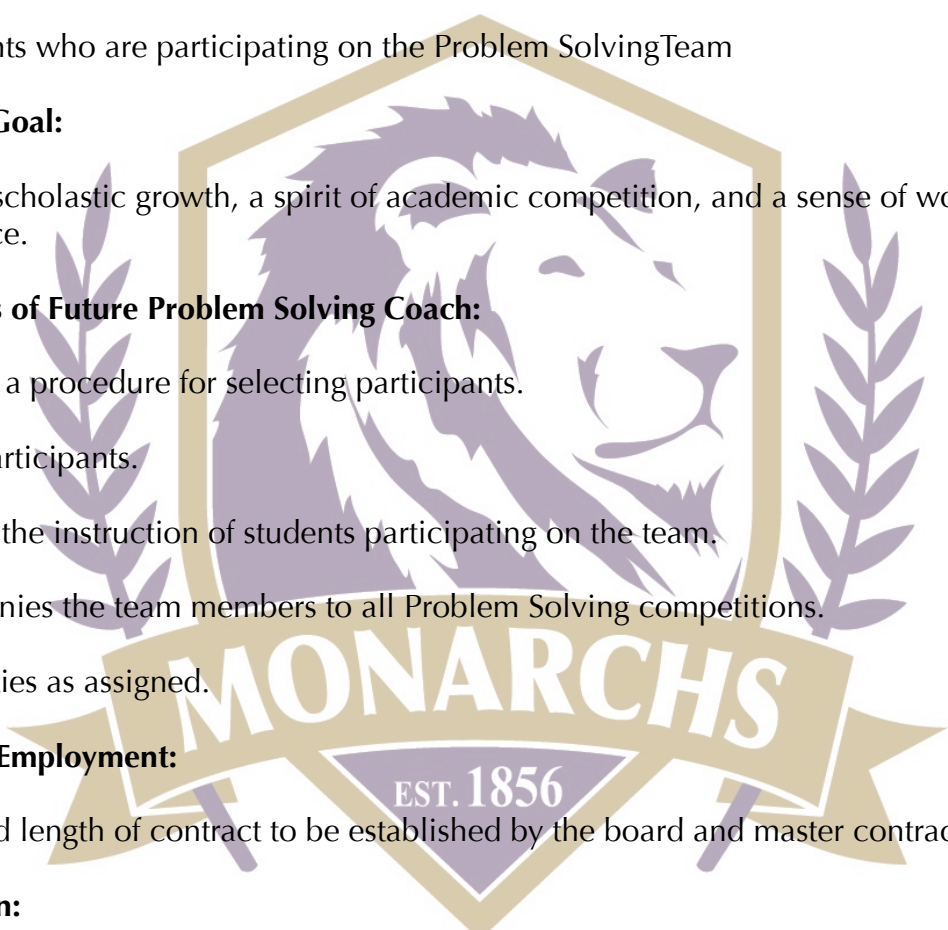 nts who are participating on the Problem SolvingTeam
Goal:
scholastic growth, a spirit of academic competition, and a sense of wo
ce.
s of Future Problem Solving Coach:
a procedure for selecting participants.
articipants.
the instruction of students participating on the team.
nies the team members to all Problem Solving competitions.
ties as assigned.
MONARCHS
Employment:
EST. 1856
d length of contract to be established by the board and master contrac
n: